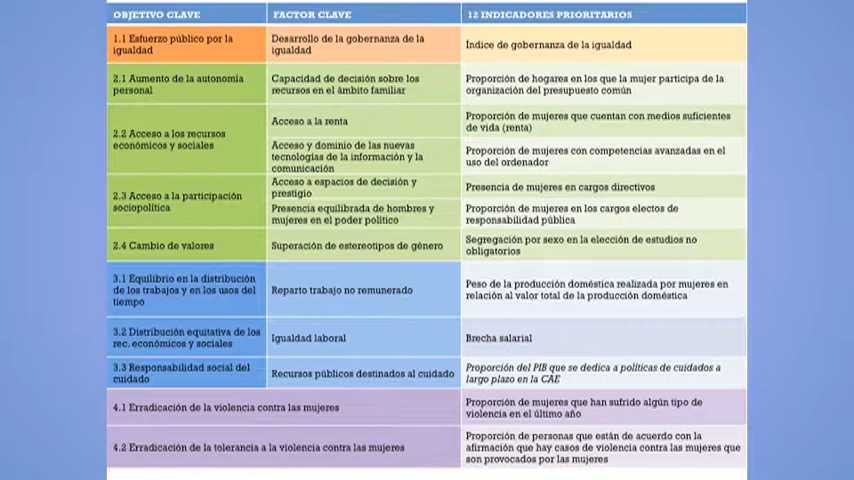 OBJETIVO CLAVE
FACTOR CLAVE
12 INDICADORES PRIORITARIOS
1.1 Esfuerzo público por la
igualdad
Desarrollo de la gobernanza de la
igualdad
Índice de gobernanza de la igualdad
2.1 Aumento de la autonomía
personal
Capacidad de decisión sobre los
recursos en el ámbito familiar
Proporción de hogares en los que la mujer participa de la
organización del presupuesto común
2.2 Acceso a los recursos
económicos y sociales
Acceso a la renta
Proporción de mujeres que cuentan con medios suficientes
de vida (renta)
Acceso y dominio de las nuevas
tecnologías de la información y la
comunicación
Proporción de mujeres con competencias avanzadas en el
uso del ordenador
2.3 Acceso a la participación
sociopolítica
Acceso a espacios de decisión y
prestigio
Presencia de mujeres en cargos directivos
Presencia equilibrada de hombres y
mujeres en el poder político
Proporción de mujeres en los cargos electos de
responsabilidad pública
2.4 Cambio de valores
Superación de estereotipos de género
Segregación por sexo en la elección de estudios no
obligatorios
3.1 Equilibrio en la distribución
de los trabajos y en los usos del
tiempo
Reparto trabajo no remunerado
Peso de la producción doméstica realizada por mujeres en
relación al valor total de la producción doméstica
3.2 Distribución equitativa de los
rec. económicos y sociales
Igualdad laboral
Brecha salarial
3.3 Responsabilidad social del
cuidado
Recursos públicos destinados al cuidado
Proporción del PIB que se dedica a políticas de cuidados a
largo plazo en la CAE
4.1 Erradicación de la violencia contra las mujeres
Proporción de mujeres que han sufrido algún tipo de
violencia en el último año
4.2 Erradicación de la tolerancia a la violencia contra las mujeres
Proporción de personas que están de acuerdo con la
afirmación que hay casos de violencia contra las mujeres que
son provocados por las mujeres